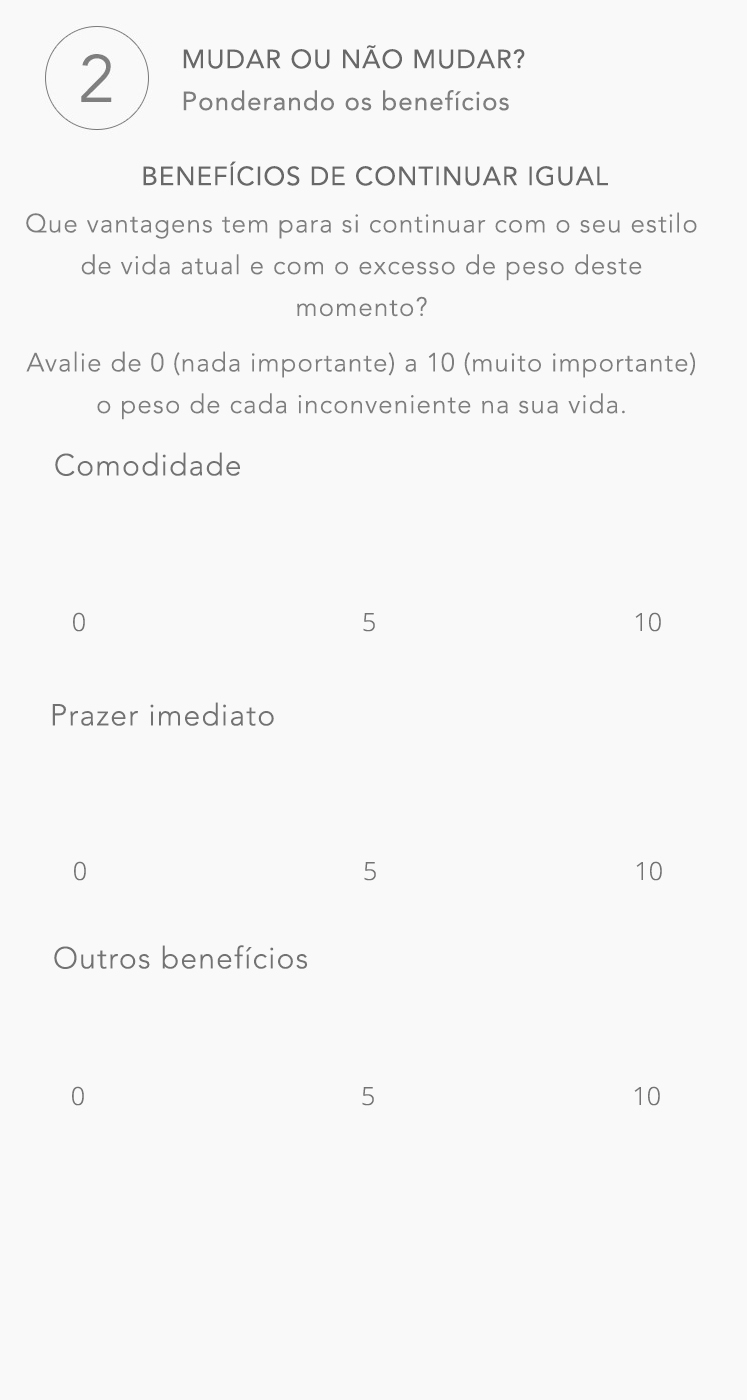 2
MUDAR OU NÃO MUDAR?
Ponderando os benefícios
BENEFÍCIOS DE CONTINUAR IGUAL
Que vantagens tem para si continuar com o seu estilo
de vida atual e com o excesso de peso deste
momento?
Avalie de 0 (nada importante) a 10 (muito importante)
o peso de cada inconveniente na sua vida.
Comodidade
0 5 10
Prazer imediato
0 5 10
Outros benefícios
0 5 10